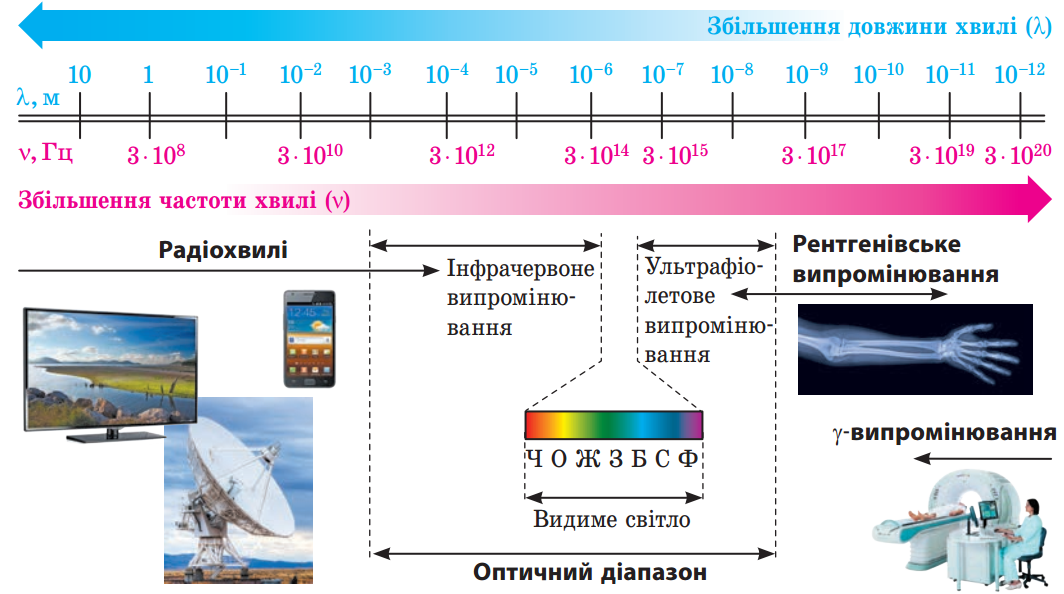 Збільшення довжини хвилі (λ)
10 1 10⁻¹ 10⁻² 10⁻³ 10⁻⁴ 10⁻⁵ 10⁻⁶ 10⁻⁷ 10⁻⁸ 10⁻⁹ 10⁻¹⁰ 10⁻¹¹ 10⁻¹²
λ, м
ν, Гц 3·10⁸ 3·10¹⁰ 3·10¹² 3·10¹⁴ 3·10¹⁵ 3·10¹⁷ 3·10¹⁹ 3·10²⁰
Збільшення частоти хвилі (ν)
Радіохвилі
Інфрачервоне
випроміню-
вання
Ультрафіо-
летове
випроміню-
вання
Рентгенівське
випромінювання
Ч О Ж З Б С Ф
Видиме світло
γ-випромінювання
Оптичний діапазон